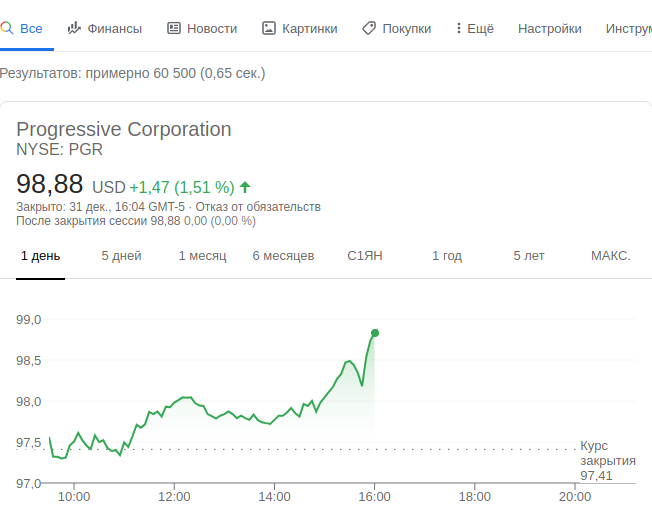 Все Финансы Новости Картинки Покупки Ещё Настройки Инструм
Результатов: примерно 60 500 (0,65 сек.)
Progressive Corporation
NYSE: PGR
98,88 USD +1,47 (1,51 %)
Закрыто: 31 дек., 16:04 GMT-5 · Отказ от обязательств
После закрытия сессии 98,88 0,00 (0,00 %)
1 день 5 дней 1 месяц 6 месяцев С1ЯН 1 год 5 лет МАКС.
99,0
98,5
98,0
97,5
97,0
Курс
закрытия
97,41
10:00 12:00 14:00 16:00 18:00 20:00